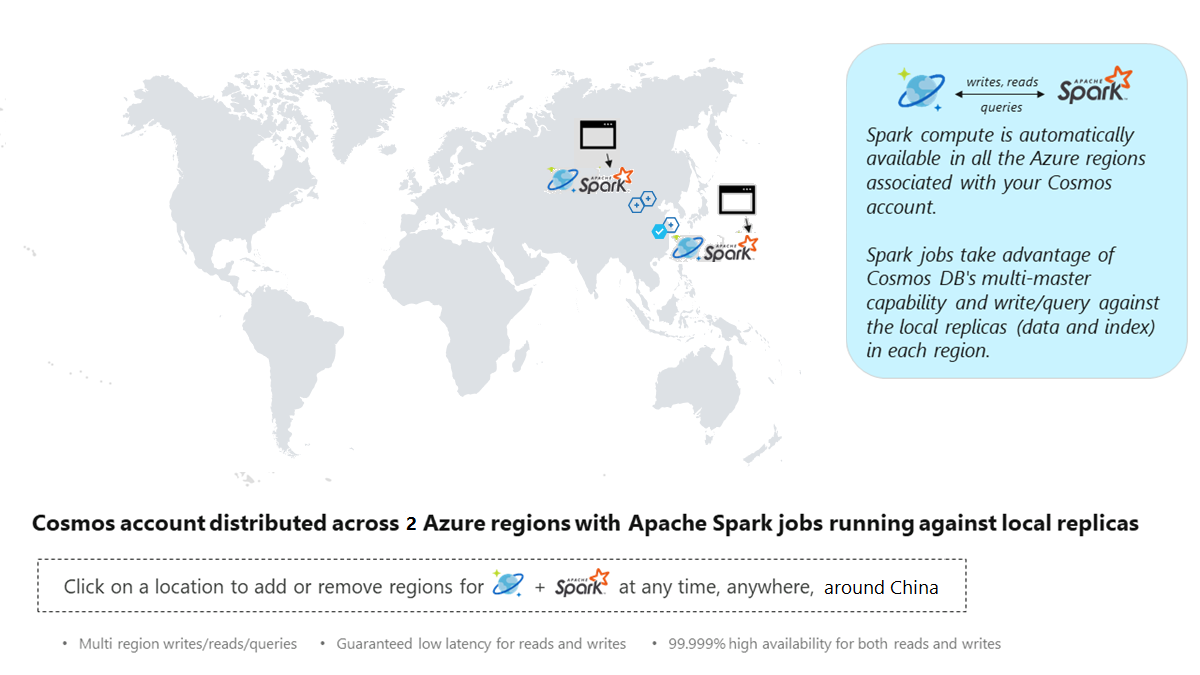 writes, reads
APACHE
Spark
queries
Spark compute is automatically
available in all the Azure regions
associated with your Cosmos
account.
Spark jobs take advantage of
Cosmos DB's multi-master
capability and write/query against
the local replicas (data and index)
in each region.
APACHE
Spark
APACHE
Spark
Cosmos account distributed across 2 Azure regions with Apache Spark jobs running against local replicas
Click on a location to add or remove regions for + APACHE Spark at any time, anywhere, around China
• Multi region writes/reads/queries • Guaranteed low latency for reads and writes • 99.999% high availability for both reads and writes